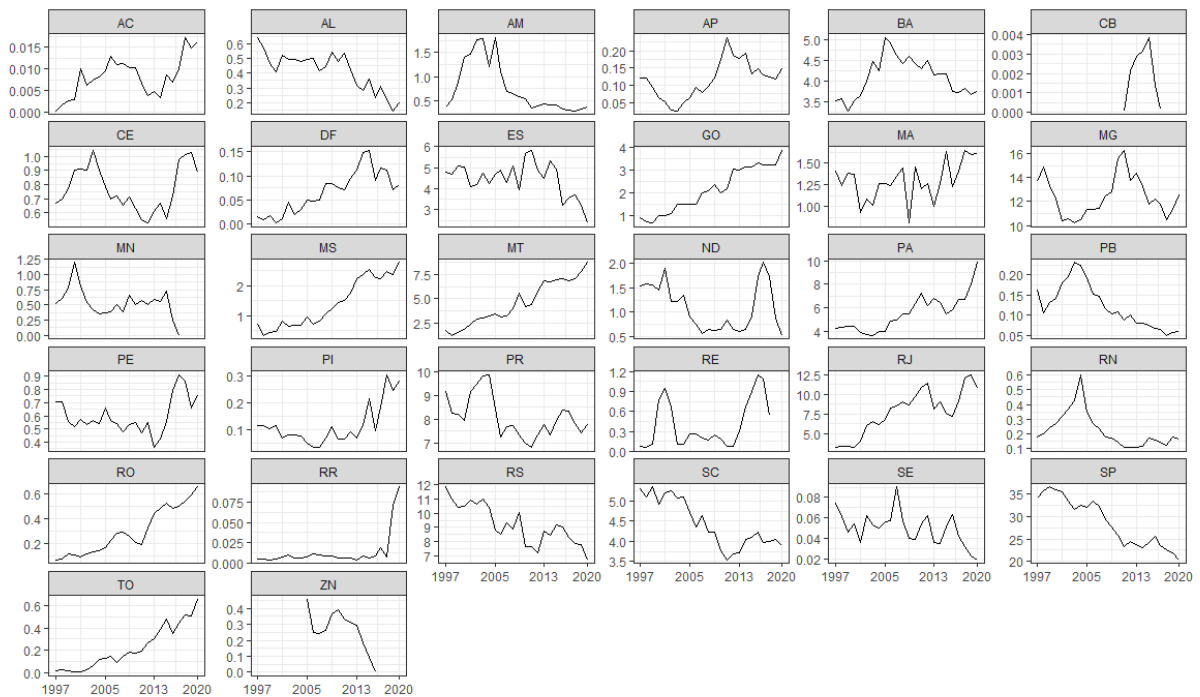 AC AL AM AP BA CB
0.015 0.010 0.005 0.000
0.6 0.5 0.4 0.3 0.2
1.5 1.0 0.5
0.20 0.15 0.10 0.05
5.0 4.5 4.0 3.5
0.004 0.003 0.002 0.001 0.000
CE DF ES GO MA MG
1.0 0.9 0.8 0.7 0.6
0.15 0.10 0.05 0.00
6 5 4 3
4 3 2 1
1.50 1.25 1.00
16 14 12 10
MN MS MT ND PA PB
1.25 1.00 0.75 0.50 0.25 0.00
2 1
7.5 5.0 2.5
2.0 1.5 1.0 0.5
10 8 6 4
0.20 0.15 0.10 0.05
PE PI PR RE RJ RN
0.9 0.8 0.7 0.6 0.5 0.4
0.3 0.2 0.1
10 9 8 7
1.2 0.9 0.6 0.3 0.0
12.5 10.0 7.5 5.0
0.6 0.5 0.4 0.3 0.2 0.1
RO RR RS SC SE SP
0.6 0.4 0.2
0.075 0.050 0.025 0.000
12 11 10 9 8 7
5.0 4.5 4.0 3.5
0.08 0.06 0.04 0.02
35 30 25 20
1997 2005 2013 2020 1997 2005 2013 2020 1997 2005 2013 2020 1997 2005 2013 2020
TO ZN
0.6 0.4 0.2 0.0
0.4 0.3 0.2 0.1 0.0
1997 2005 2013 2020 1997 2005 2013 2020